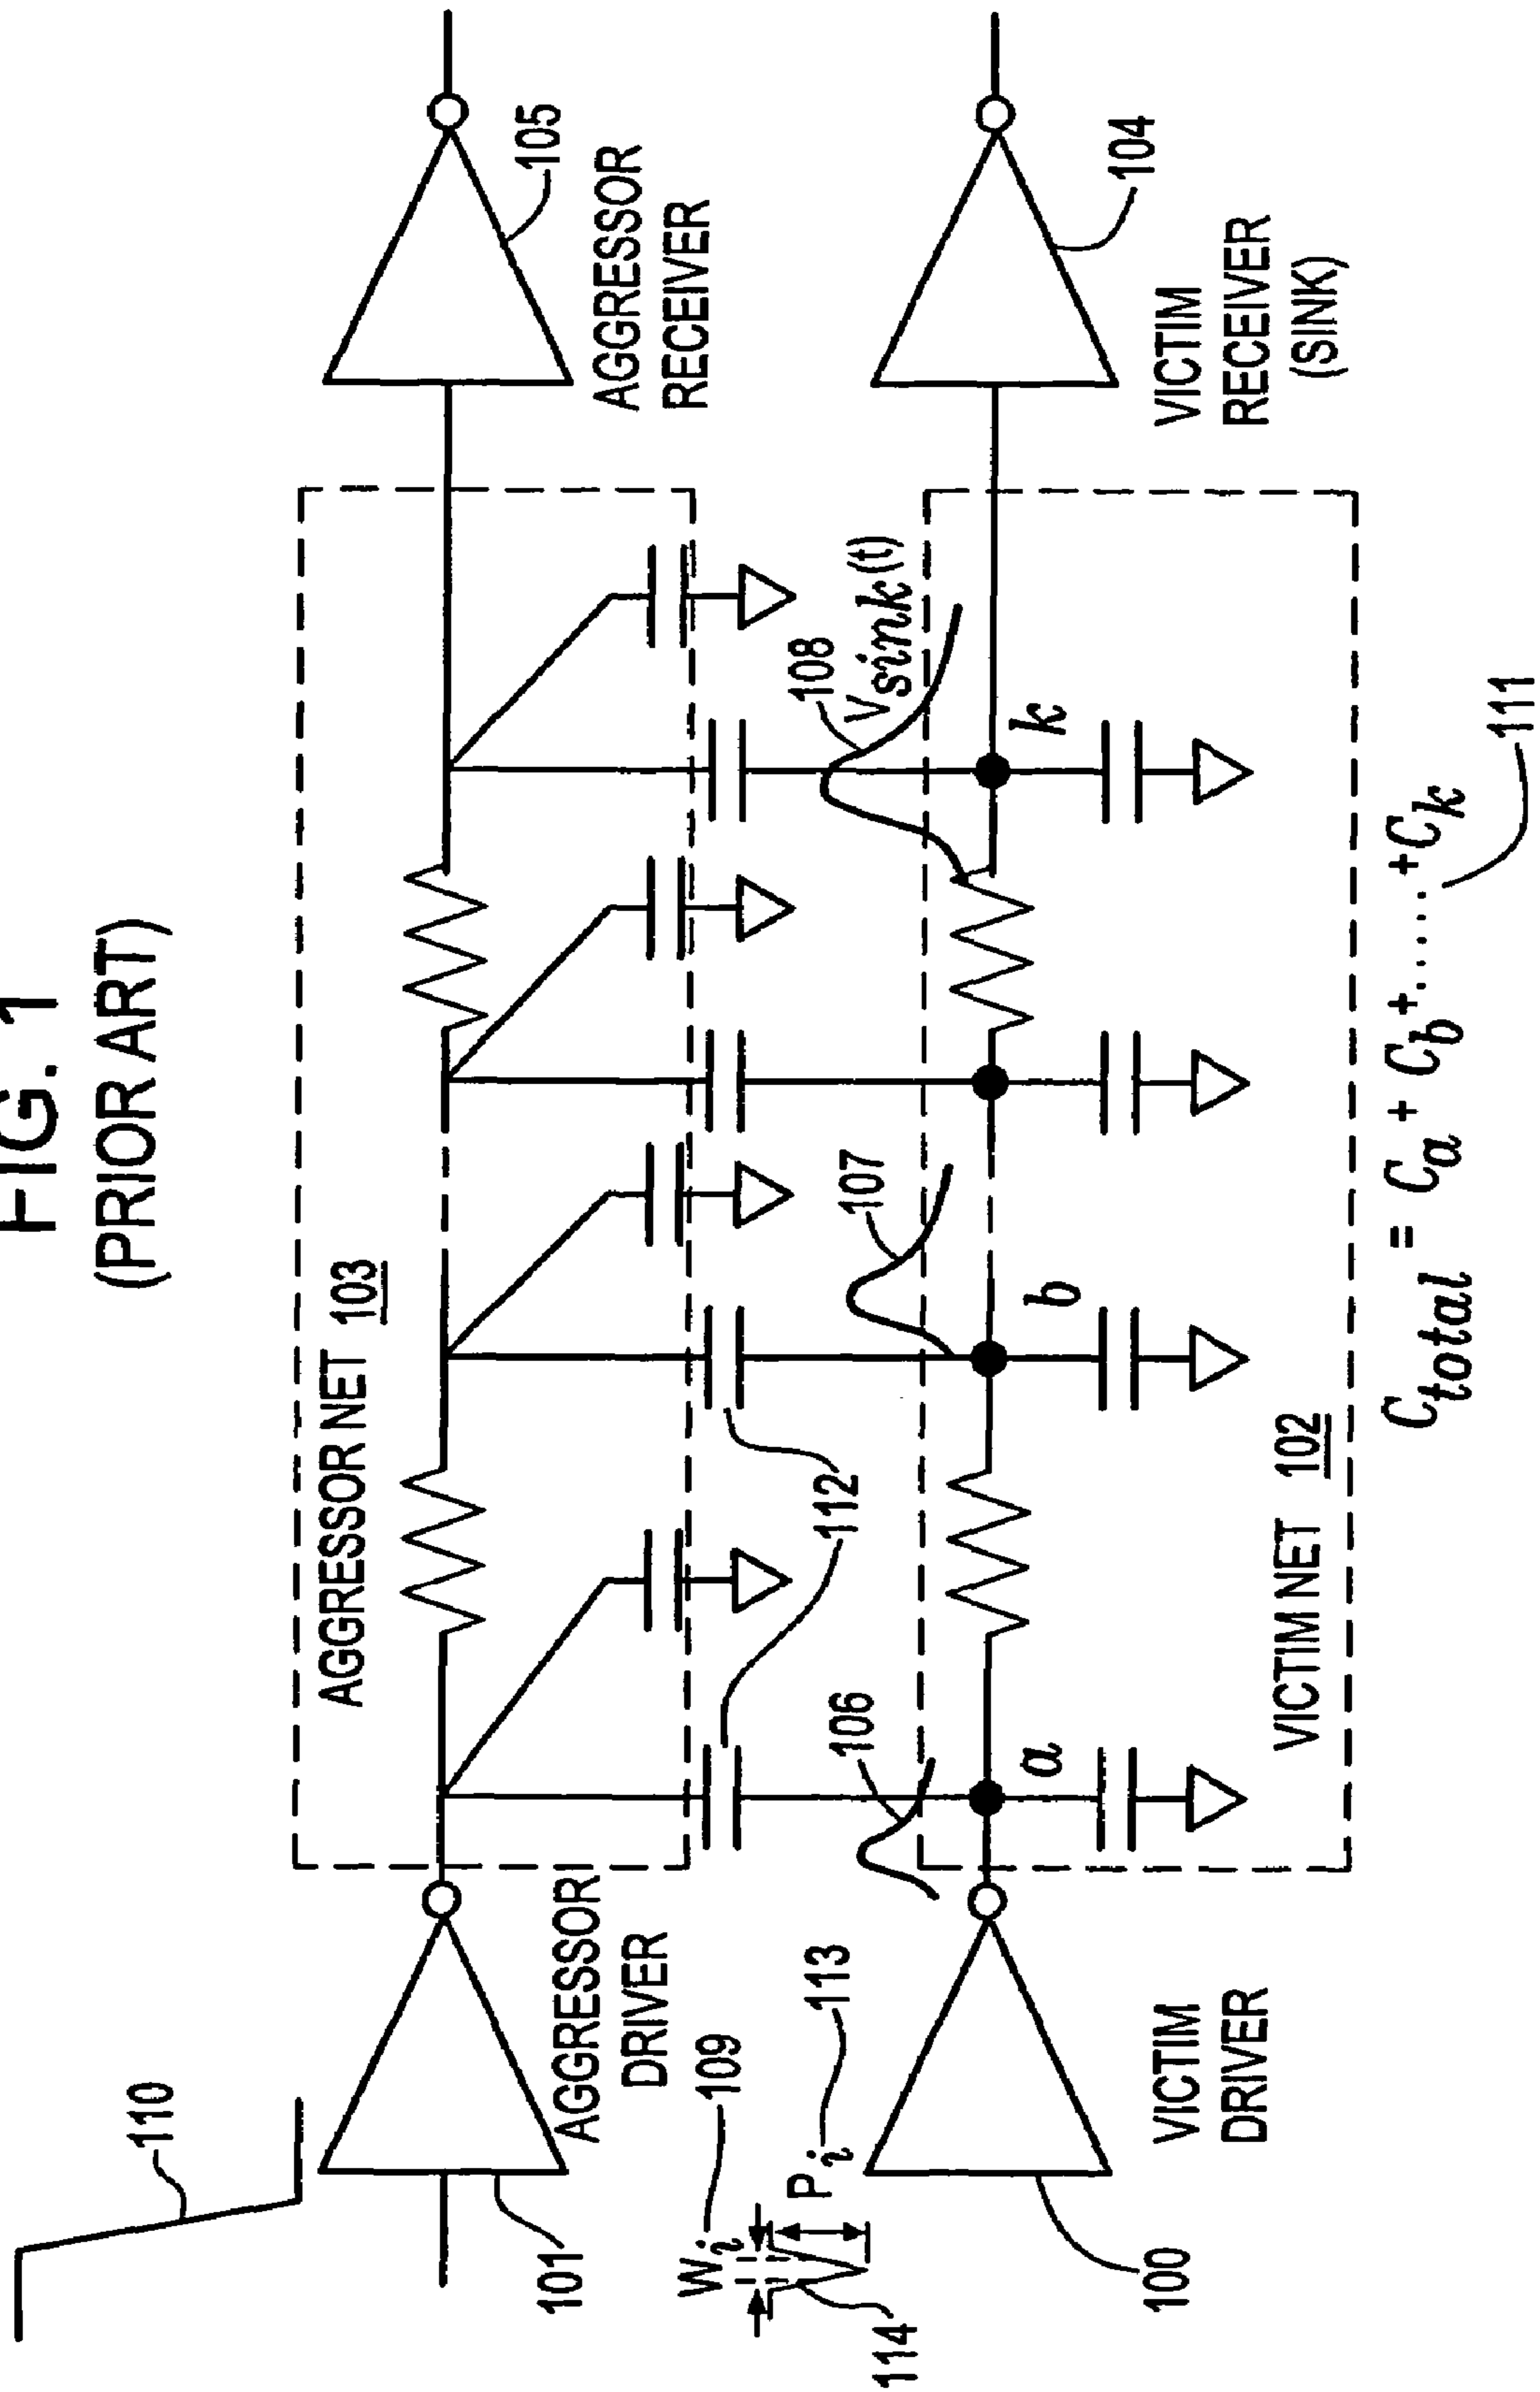 FIG. 1
(PRIOR ART)
110
101
AGGRESSOR
DRIVER
AGGRESSOR NET 103
105
AGGRESSOR
RECEIVER
W_i 109
P_i 113
114
112
106
107
108
V_sink(t)
100
VICTIM
DRIVER
a
b
k
VICTIM NET 102
104
VICTIM
RECEIVER
(SINK)
C_total = C_a + C_b +......+C_k
111